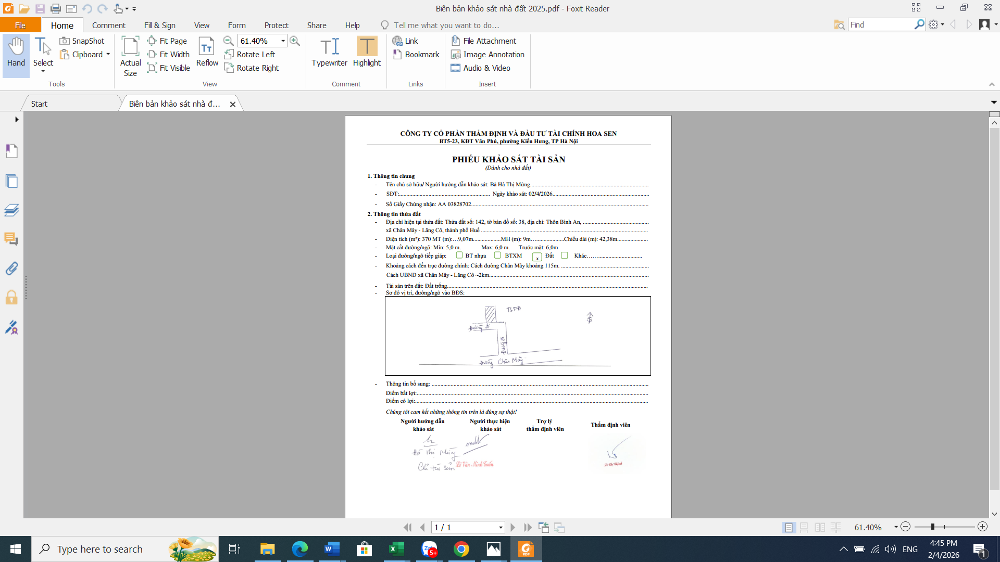 Biên bản khảo sát nhà đất 2025.pdf - Foxit Reader
File Home Comment Fill & Sign View Form Protect Share Help Tell me what you want to do... Find
Hand
Select
SnapShot
Clipboard
Tools
Actual Size
Fit Page
Fit Width
Fit Visible
Reflow
61.40%
Rotate Left
Rotate Right
View
Typewriter
Highlight
Comment
Link
Bookmark
Links
File Attachment
Image Annotation
Audio & Video
Insert
Start
Biên bản khảo sát nhà đ...
CÔNG TY CỔ PHẦN THẨM ĐỊNH VÀ ĐẦU TƯ TÀI CHÍNH HOA SEN
BT5-23, KĐT Văn Phú, phường Kiến Hưng, TP Hà Nội
PHIẾU KHẢO SÁT TÀI SẢN
(Dành cho nhà đất)
1. Thông tin chung
- Tên chủ sở hữu/ Người hướng dẫn khảo sát: Bà Hà Thị Mừng
- SĐT: Ngày khảo sát: 02/4/2026
- Số Giấy Chứng nhận: AA 03828702
2. Thông tin thửa đất
- Địa chỉ hiện tại thửa đất: Thửa đất số: 142, tờ bản đồ số: 38, địa chỉ: Thôn Bình An,
xã Chân Mây - Lăng Cô, thành phố Huế
- Diện tích (m²): 370 MT (m):…9,07m MH (m): 9m Chiều dài (m): 42,38m
- Mặt cắt đường/ngõ: Min: 5,0 m. Max: 6,0 m. Trước mặt: 6,0m
- Loại đường/ngõ tiếp giáp: BT nhựa BTXM x Đất Khác
- Khoảng cách đến trục đường chính: Cách đường Chân Mây khoảng 115m.
Cách UBND xã Chân Mây - Lăng Cô ~2km
- Tài sản trên đất: Đất trống
- Sơ đồ vị trí, đường/ngõ vào BĐS:
TSTĐ
Đường đi
Đường đi
Đường Chân Mây
- Thông tin bổ sung:
Điểm bất lợi:
Điểm có lợi:
Chúng tôi cam kết những thông tin trên là đúng sự thật!
Người hướng dẫn khảo sát
Người thực hiện khảo sát
Trợ lý thẩm định viên
Thẩm định viên
Hà Thị Mừng
Lê Văn Minh Tuấn
Lê Thị Thịnh
1 / 1
61.40%
Type here to search
5+
ENG
4:45 PM
2/4/2026
1